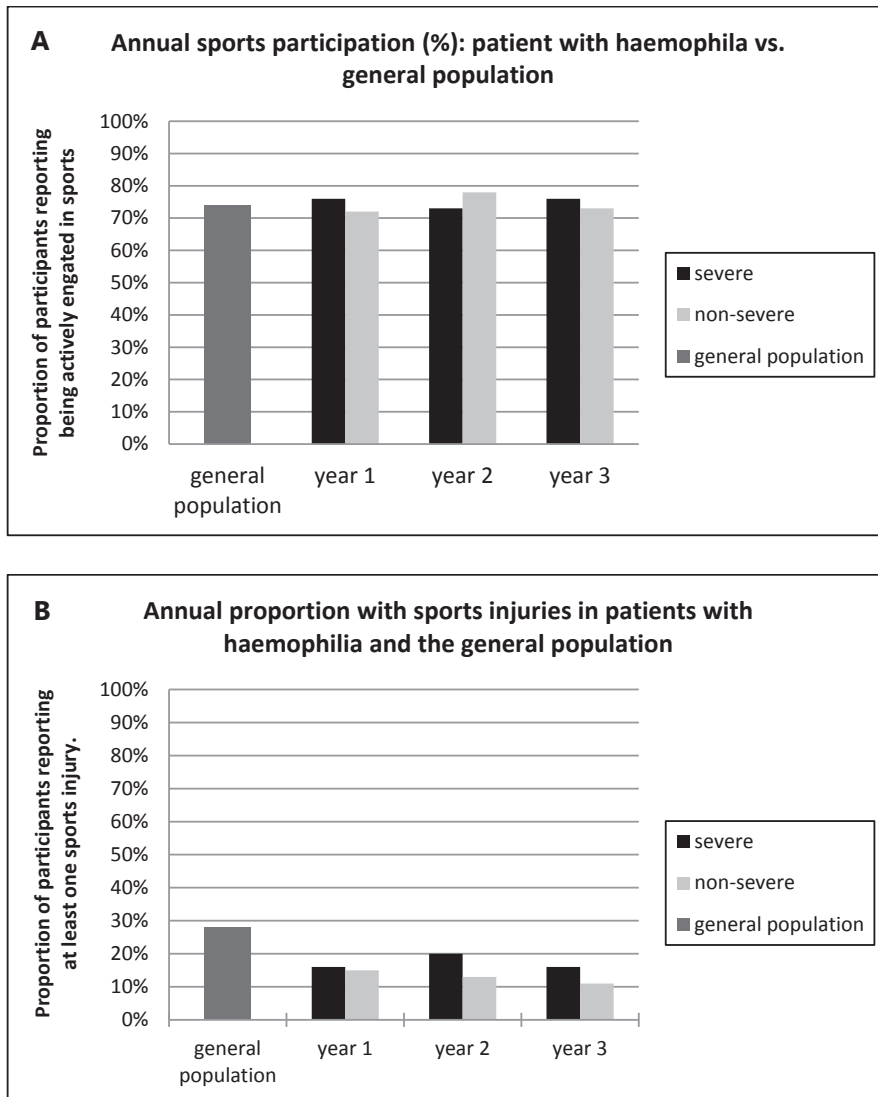 A
Annual sports participation (%): patient with haemophila vs.
general population
Proportion of participants reporting
being actively engated in sports
100%
90%
80%
70%
60%
50%
40%
30%
20%
10%
0%
general
population
year 1
year 2
year 3
severe
non-severe
general population
B
Annual proportion with sports injuries in patients with
haemophilia and the general population
Proportion of participants reporting
at least one sports injury.
100%
90%
80%
70%
60%
50%
40%
30%
20%
10%
0%
general
population
year 1
year 2
year 3
severe
non-severe
general population